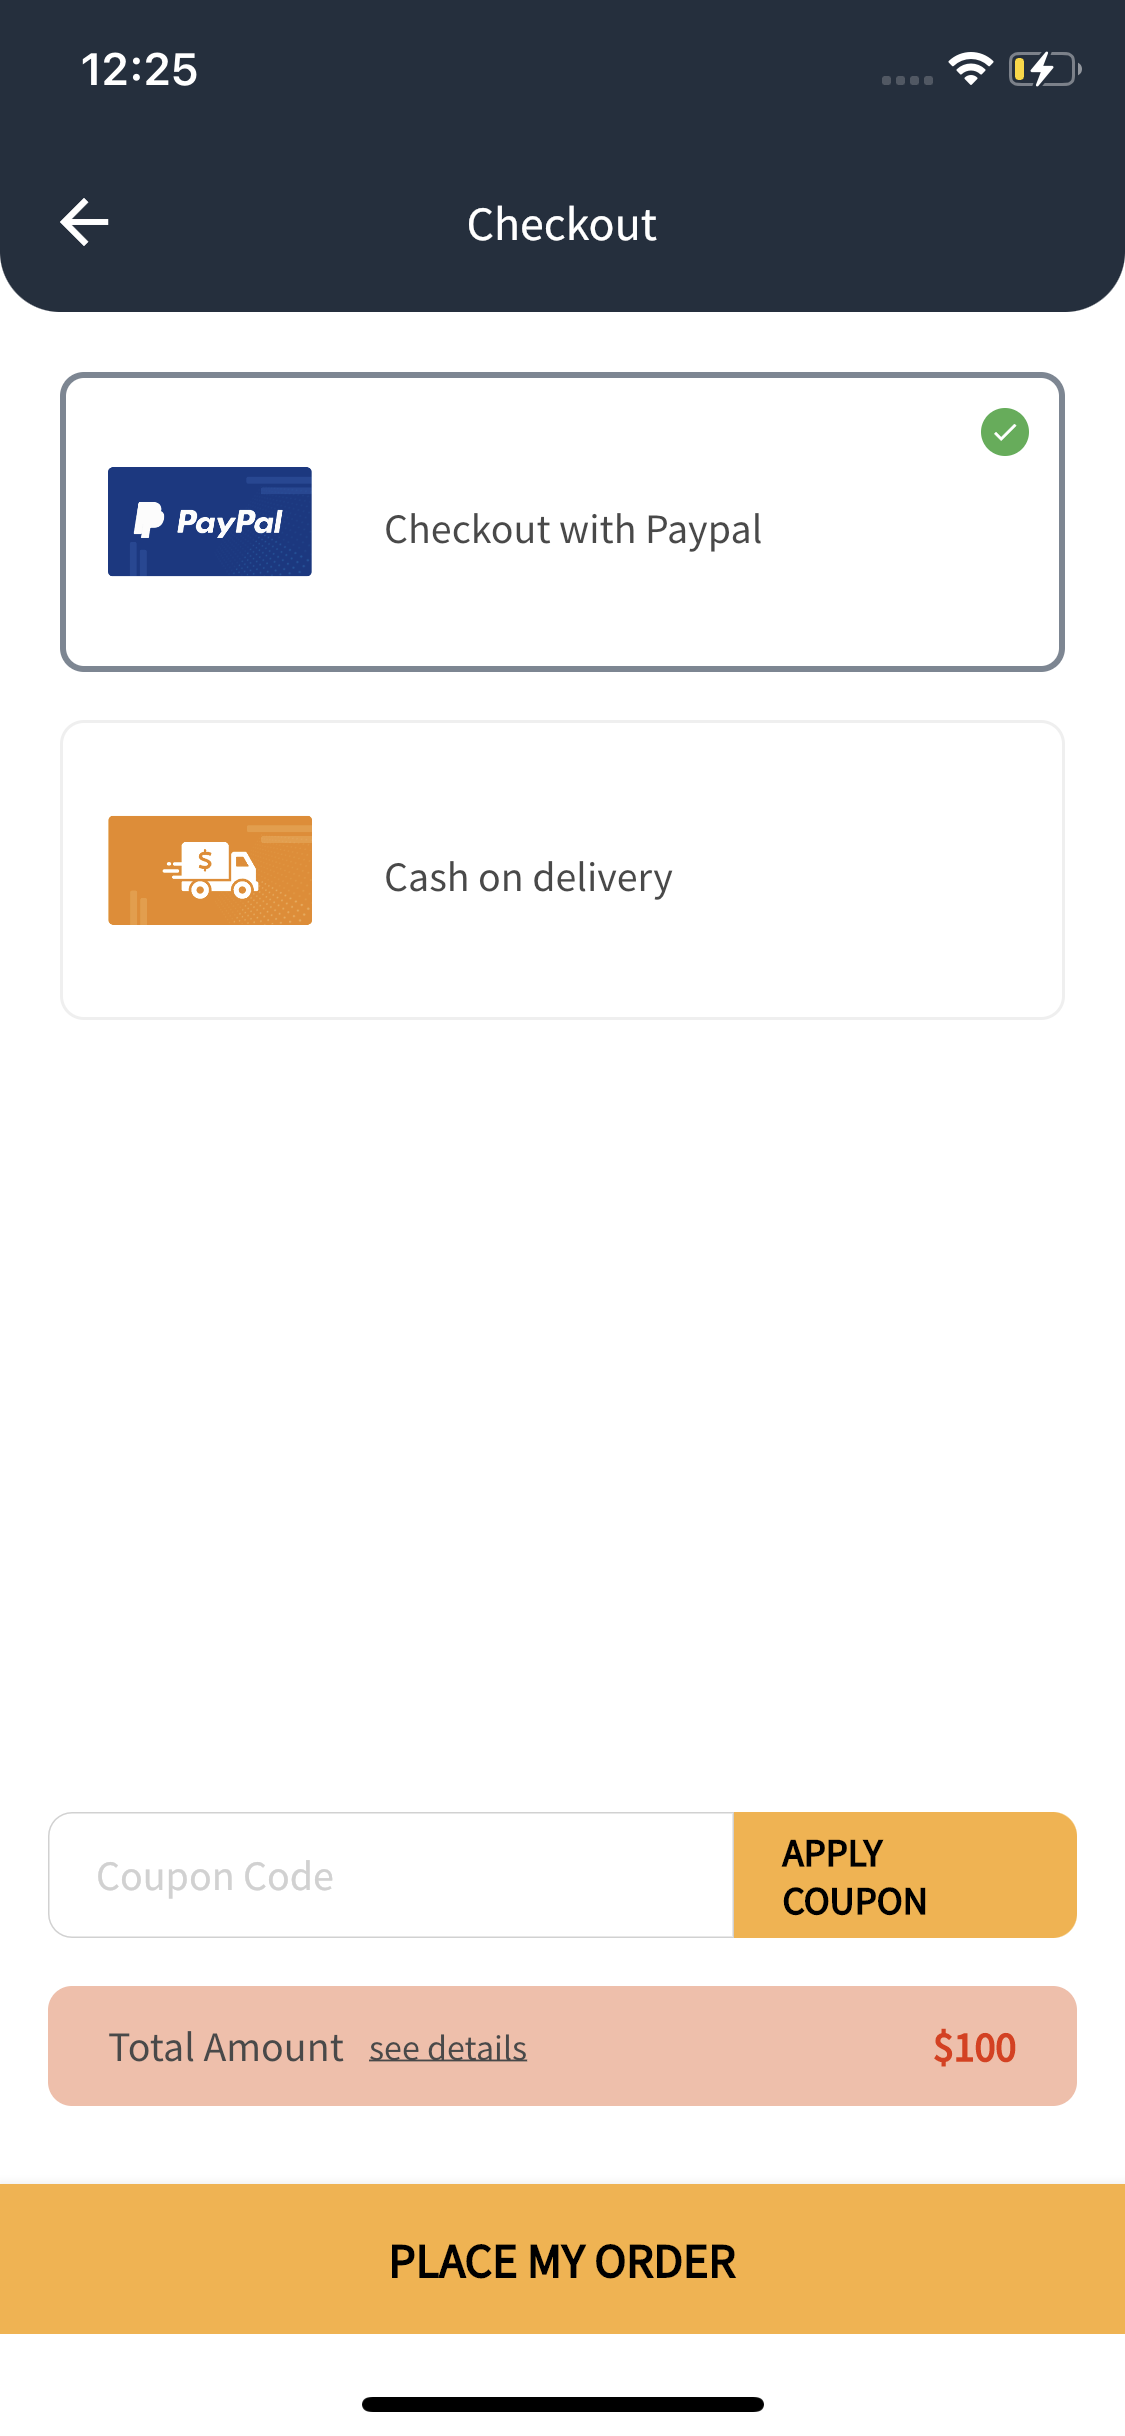 12:25
Checkout
PayPal
Checkout with Paypal
$
Cash on delivery
Coupon Code
APPLY
COUPON
Total Amount see details
$100
PLACE MY ORDER